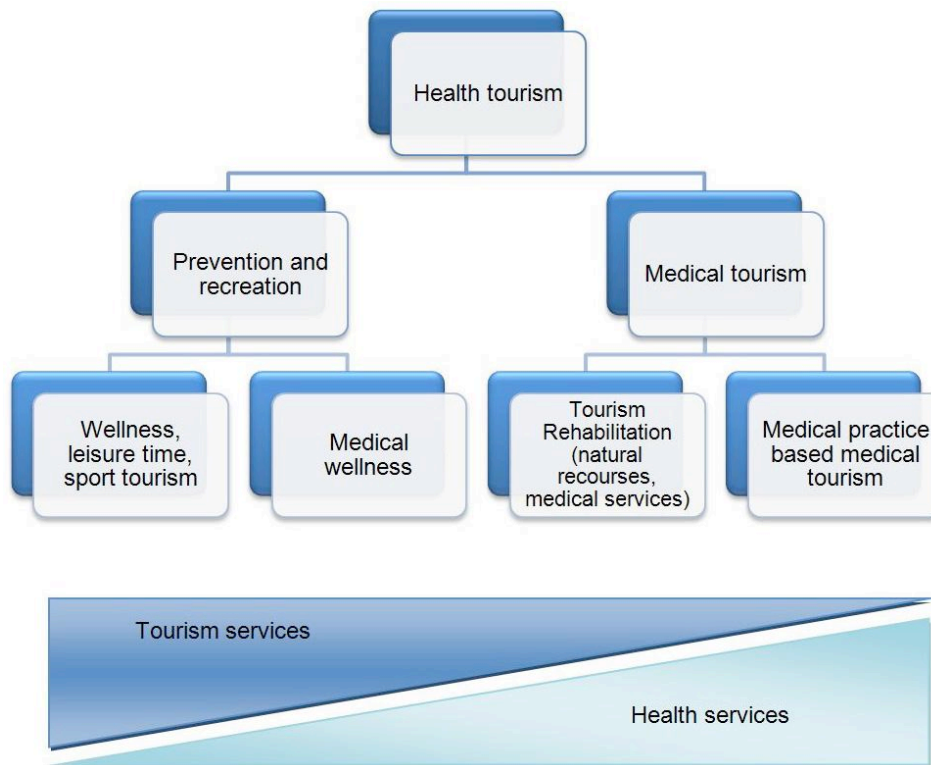 Health tourism
Prevention and
recreation
Medical tourism
Wellness,
leisure time,
sport tourism
Medical
wellness
Tourism
Rehabilitation
(natural
recourses,
medical services)
Medical practice
based medical
tourism
Tourism services
Health services